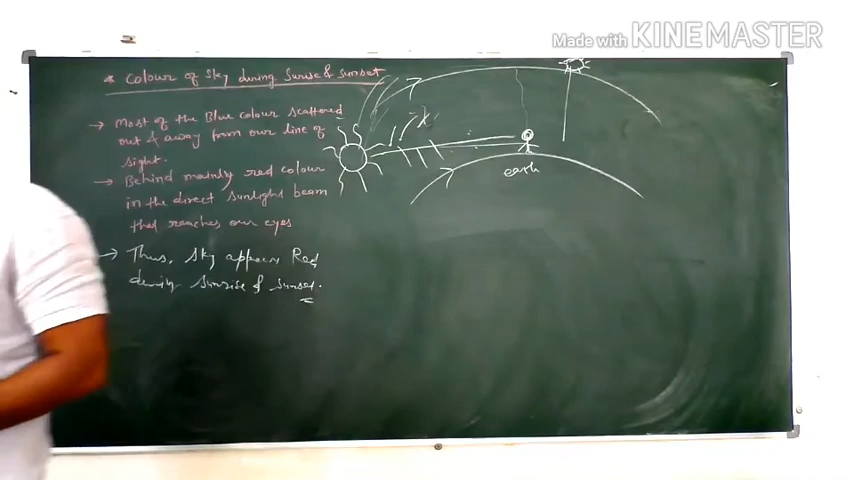 Made with KINEMASTER
* Colour of Sky during Sunrise & Sunset
→ Most of the Blue colour scattered
out & away from our line of
sight.
→ Behind mainly red colour
in the direct sunlight beam
that reaches our eyes
→ Thus, sky appears Red
during sunrise & sunset.
earth